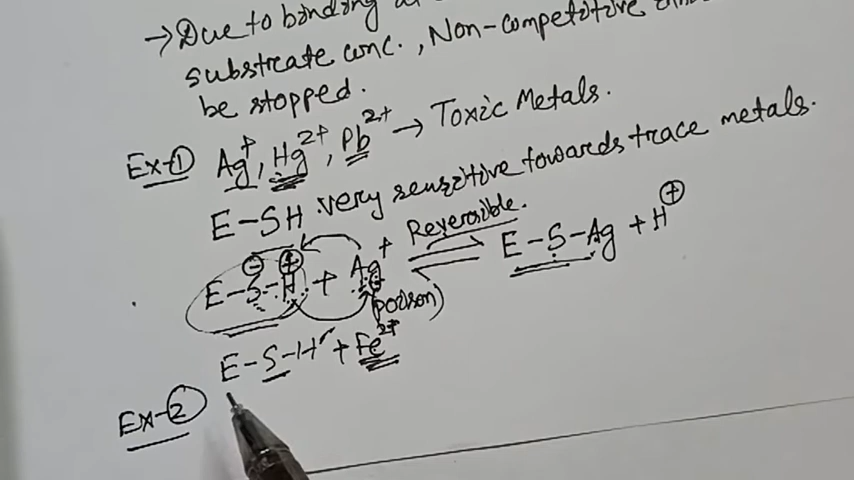 → Due to binding
substrate conc., Non-competitive
be stopped.
Ex-① Ag⁺, Hg²⁺, Pb²⁺ → Toxic Metals.
E-SH very sensitive towards trace metals.
E-S⊖-H⊕ + Ag⁺ ⇌ Reversible. E-S-Ag + H⊕
(poison)
E-S-H + Fe²⁺
Ex-②